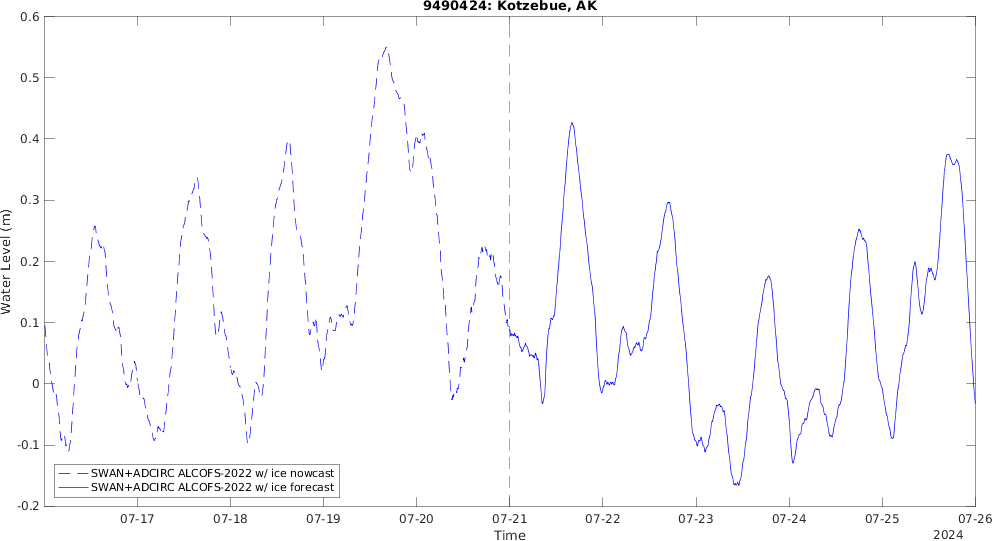 9490424: Kotzebue, AK
0.6
0.5
0.4
0.3
0.2
0.1
0
-0.1
-0.2
Water Level (m)
SWAN+ADCIRC ALCOFS-2022 w/ ice nowcast
SWAN+ADCIRC ALCOFS-2022 w/ ice forecast
07-17 07-18 07-19 07-20 07-21 07-22 07-23 07-24 07-25 07-26
Time
2024